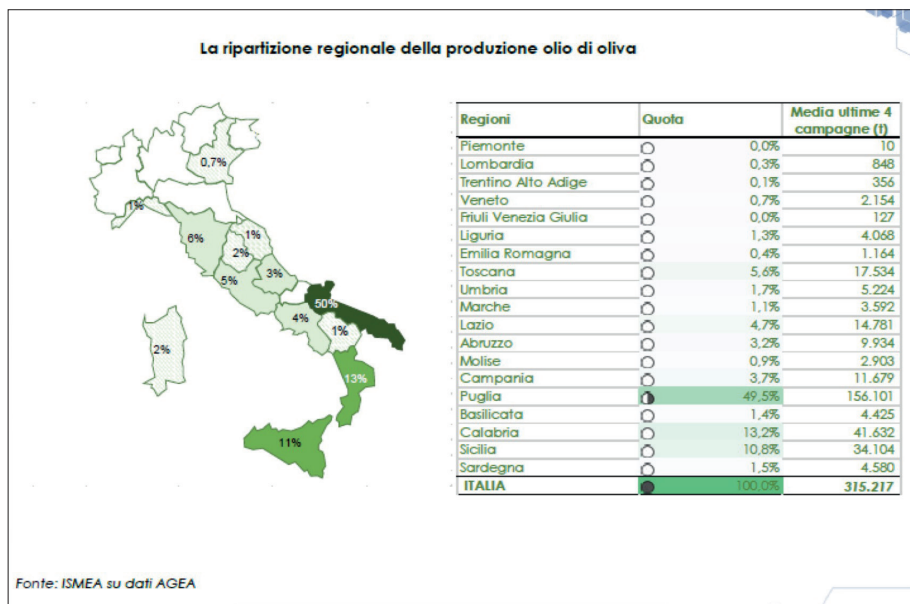 La ripartizione regionale della produzione olio di oliva
0,7%
1%
6%
1%
2%
5%
3%
50%
4%
1%
2%
13%
11%
Regioni Quota Media ultime 4 campagne (t)
Piemonte 0,0% 10
Lombardia 0,3% 848
Trentino Alto Adige 0,1% 356
Veneto 0,7% 2.154
Friuli Venezia Giulia 0,0% 127
Liguria 1,3% 4.068
Emilia Romagna 0,4% 1.164
Toscana 5,6% 17.534
Umbria 1,7% 5.224
Marche 1,1% 3.592
Lazio 4,7% 14.781
Abruzzo 3,2% 9.934
Molise 0,9% 2.903
Campania 3,7% 11.679
Puglia 49,5% 156.101
Basilicata 1,4% 4.425
Calabria 13,2% 41.632
Sicilia 10,8% 34.104
Sardegna 1,5% 4.580
ITALIA 100,0% 315.217
Fonte: ISMEA su dati AGEA